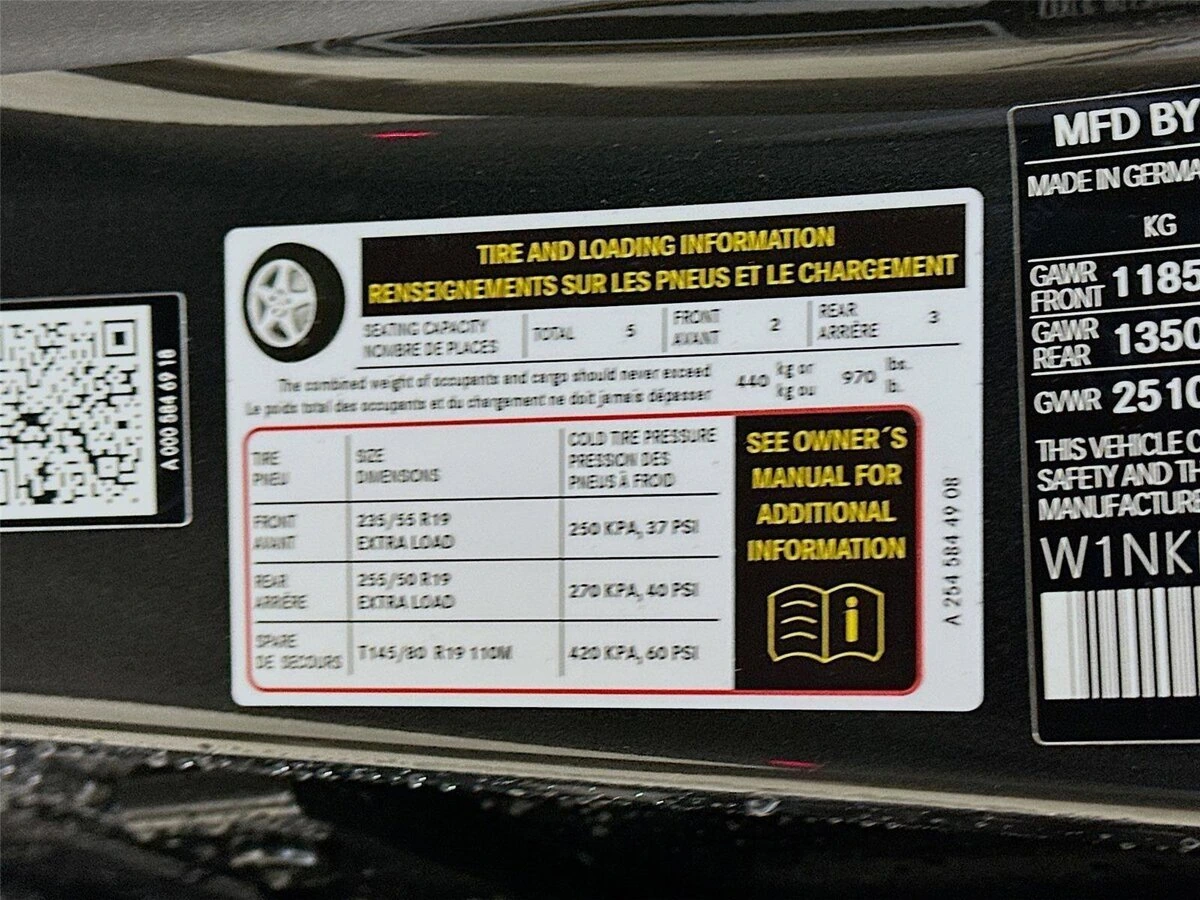 A 000 584 69 18
TIRE AND LOADING INFORMATION
RENSEIGNEMENTS SUR LES PNEUS ET LE CHARGEMENT
SEATING CAPACITY
NOMBRE DE PLACES
TOTAL 5
FRONT
AVANT
2
REAR
ARRIÈRE
3
The combined weight of occupants and cargo should never exceed 440 kg or 970 lbs.
Le poids total des occupants et du chargement ne doit jamais dépasser kg ou lb.
TIRE
PNEU
SIZE
DIMENSIONS
COLD TIRE PRESSURE
PRESSION DES
PNEUS À FROID
FRONT
AVANT
235/55 R19
EXTRA LOAD
250 KPA, 37 PSI
REAR
ARRIÈRE
255/50 R19
EXTRA LOAD
270 KPA, 40 PSI
SPARE
DE SECOURS
T145/80 R19 110M
420 KPA, 60 PSI
SEE OWNER´S
MANUAL FOR
ADDITIONAL
INFORMATION
i
A 254 584 49 08
MFD BY
MADE IN GERMA
KG
GAWR
FRONT
1185
GAWR
REAR
1350
GVWR 2510
THIS VEHICLE C
SAFETY AND TH
MANUFACTURE
W1NK